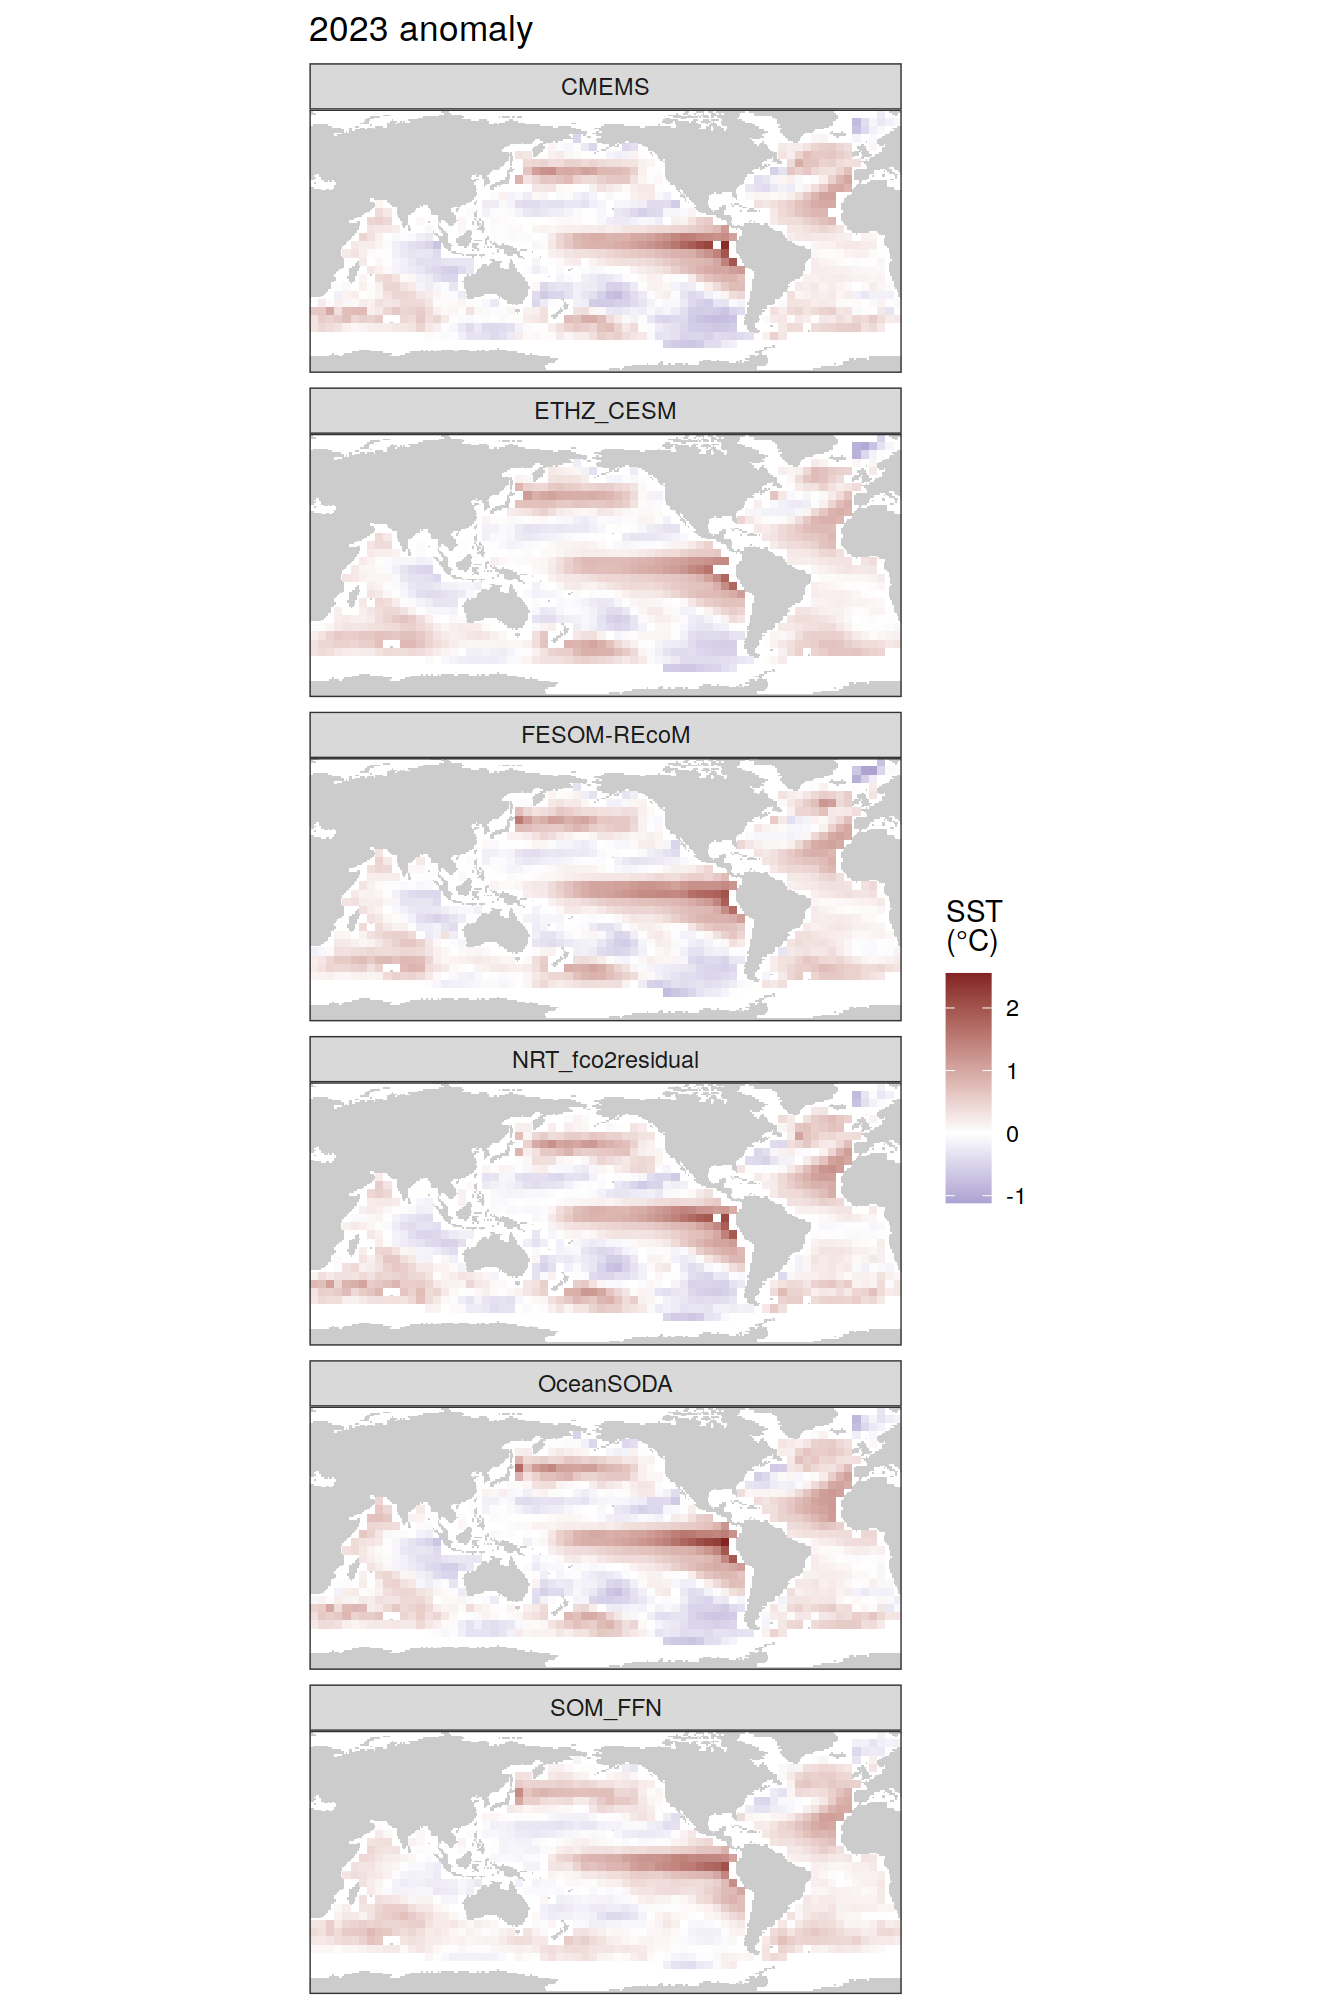 2023 anomaly
CMEMS
ETHZ_CESM
FESOM-REcoM
SST
(°C)
2
1
0
-1
NRT_fco2residual
OceanSODA
SOM_FFN